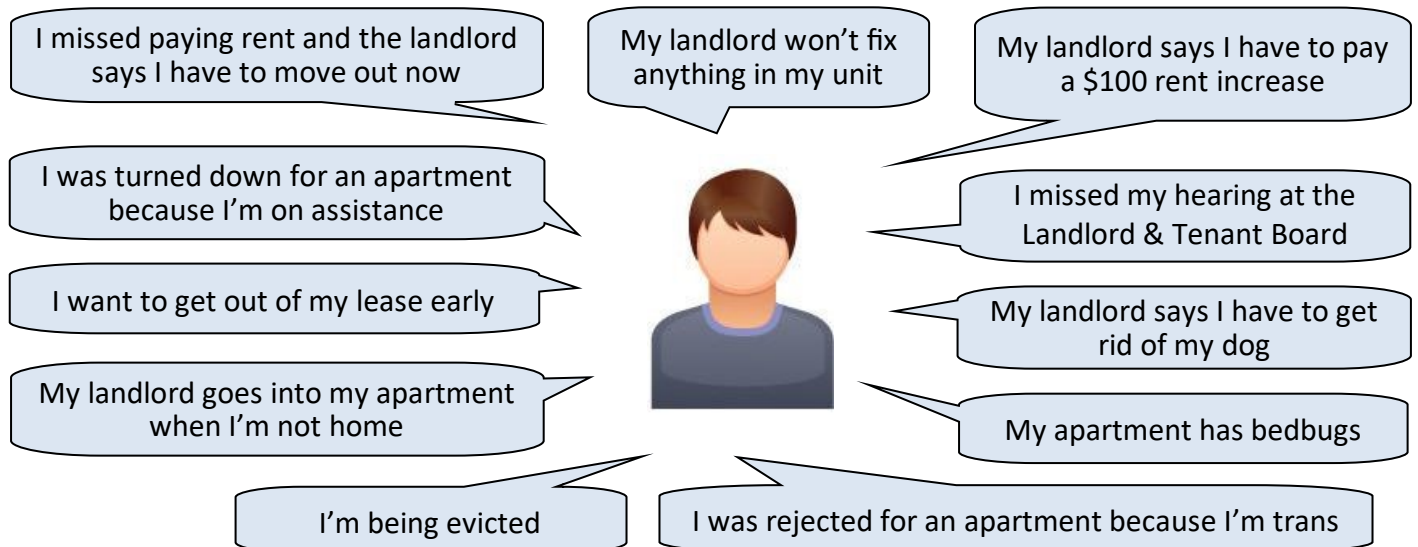 I missed paying rent and the landlord
says I have to move out now
My landlord won't fix
anything in my unit
My landlord says I have to pay
a $100 rent increase
I was turned down for an apartment
because I'm on assistance
I missed my hearing at the
Landlord & Tenant Board
I want to get out of my lease early
My landlord says I have to get
rid of my dog
My landlord goes into my apartment
when I'm not home
My apartment has bedbugs
I'm being evicted
I was rejected for an apartment because I'm trans